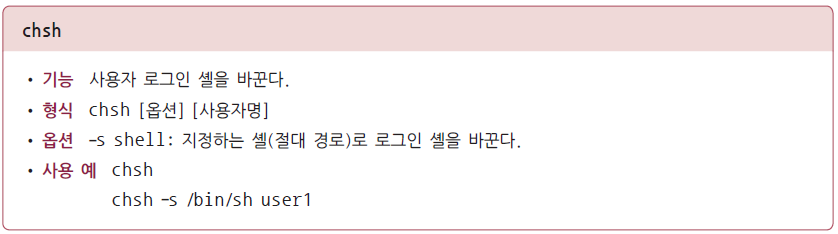 chsh
• 기능 사용자 로그인 셸을 바꾼다.
• 형식 chsh [옵션] [사용자명]
• 옵션 -s shell: 지정하는 셸(절대 경로)로 로그인 셸을 바꾼다.
• 사용 예 chsh
chsh -s /bin/sh user1